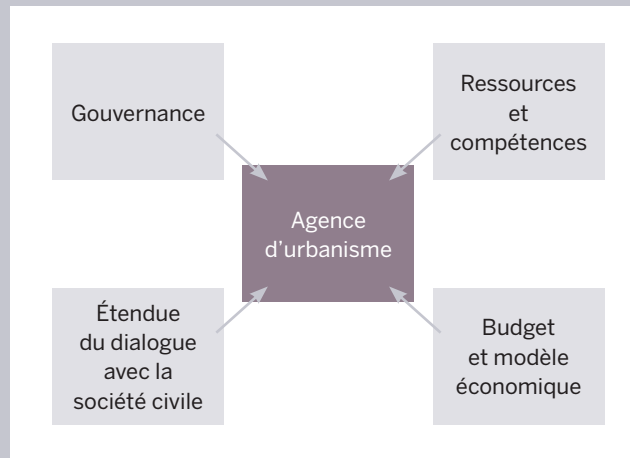 Gouvernance
Ressources
et
compétences
Agence
d'urbanisme
Étendue
du dialogue
avec la
société civile
Budget
et modèle
économique